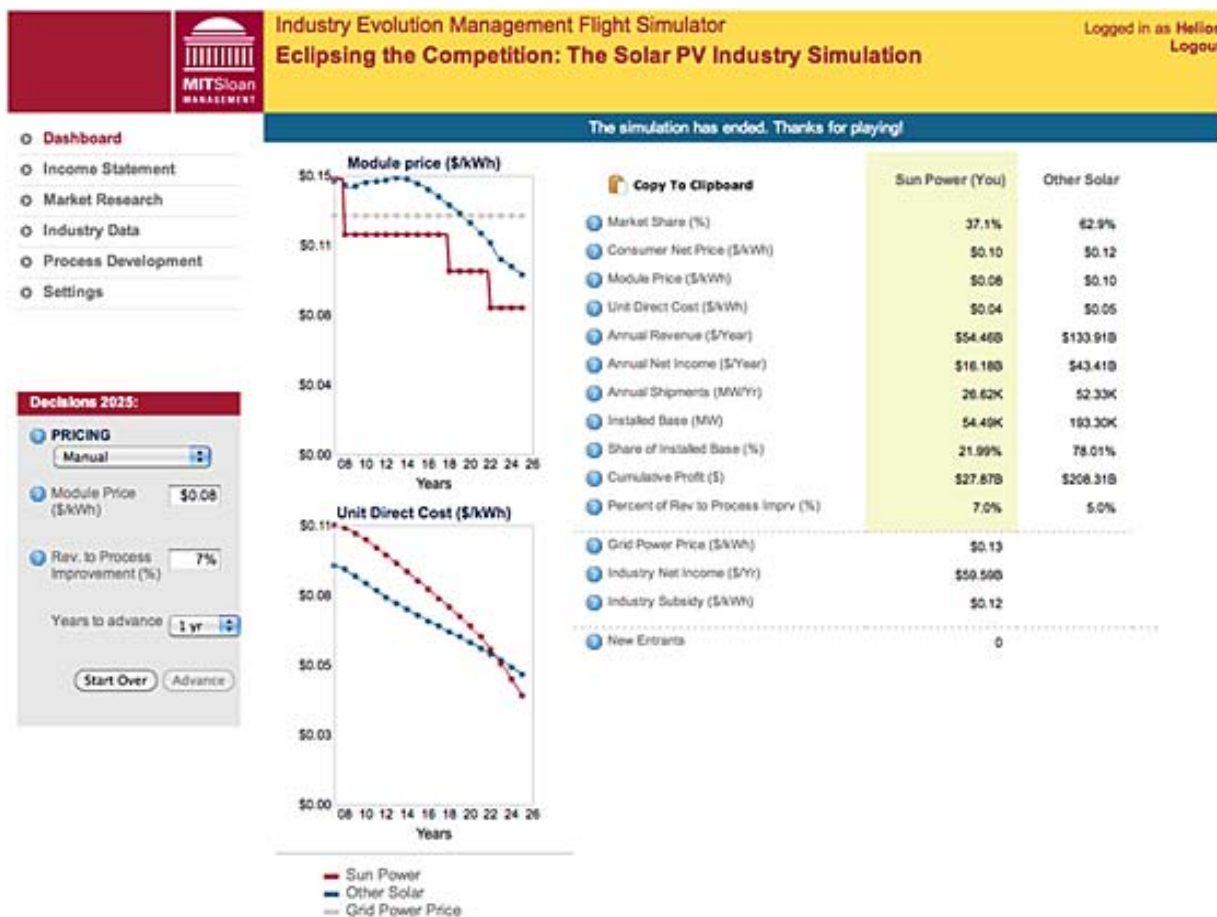 MITSloan
MANAGEMENT
Industry Evolution Management Flight Simulator
Eclipsing the Competition: The Solar PV Industry Simulation
Logged in as Helios
Logout
The simulation has ended. Thanks for playing!
Dashboard
Income Statement
Market Research
Industry Data
Process Development
Settings
Decisions 2025:
PRICING
Manual
Module Price
($/kWh)
$0.08
Rev. to Process
Improvement (%)
7%
Years to advance
1 yr
Start Over
Advance
Module price ($/kWh)
$0.15
$0.11
$0.08
$0.04
$0.00
08 10 12 14 16 18 20 22 24 26
Years
Unit Direct Cost ($/kWh)
$0.11
$0.08
$0.05
$0.03
$0.00
08 10 12 14 16 18 20 22 24 26
Years
Sun Power
Other Solar
Grid Power Price
Copy To Clipboard
Sun Power (You) Other Solar
Market Share (%) 37.1% 62.9%
Consumer Net Price ($/kWh) $0.10 $0.12
Module Price ($/kWh) $0.08 $0.10
Unit Direct Cost ($/kWh) $0.04 $0.05
Annual Revenue ($/Year) $54.46B $133.91B
Annual Net Income ($/Year) $16.18B $43.41B
Annual Shipments (MW/Yr) 26.62K 52.33K
Installed Base (MW) 54.49K 193.30K
Share of Installed Base (%) 21.99% 78.01%
Cumulative Profit ($) $27.87B $208.31B
Percent of Rev to Process Imprv (%) 7.0% 5.0%
Grid Power Price ($/kWh) $0.13
Industry Net Income ($/Yr) $59.59B
Industry Subsidy ($/kWh) $0.12
New Entrants 0